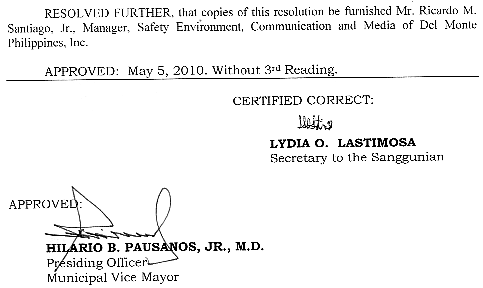 RESOLVED FURTHER, that copies of this resolution be furnished Mr. Ricardo M.
Santiago, Jr., Manager, Safety Environment, Communication and Media of Del Monte
Philippines, Inc.
APPROVED: May 5, 2010. Without 3rd Reading.
CERTIFIED CORRECT:
LYDIA O. LASTIMOSA
Secretary to the Sanggunian
APPROVED:
HILARIO B. PAUSANOS, JR., M.D.
Presiding Officer
Municipal Vice Mayor